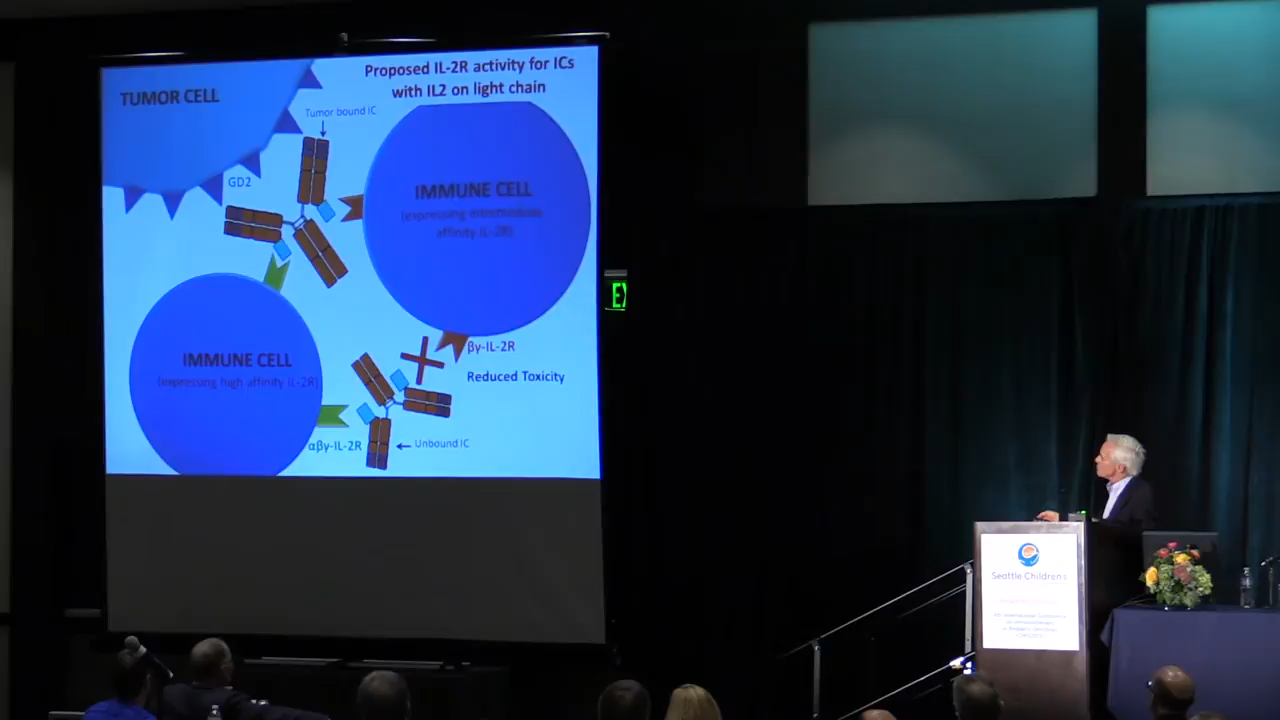 Proposed IL-2R activity for ICs
with IL2 on light chain
TUMOR CELL
Tumor bound IC
GD2
IMMUNE CELL
(expressing intermediate
affinity IL-2R)
IMMUNE CELL
(expressing high affinity IL-2R)
βγ-IL-2R
Reduced Toxicity
αβγ-IL-2R
Unbound IC
EX
Seattle Children's